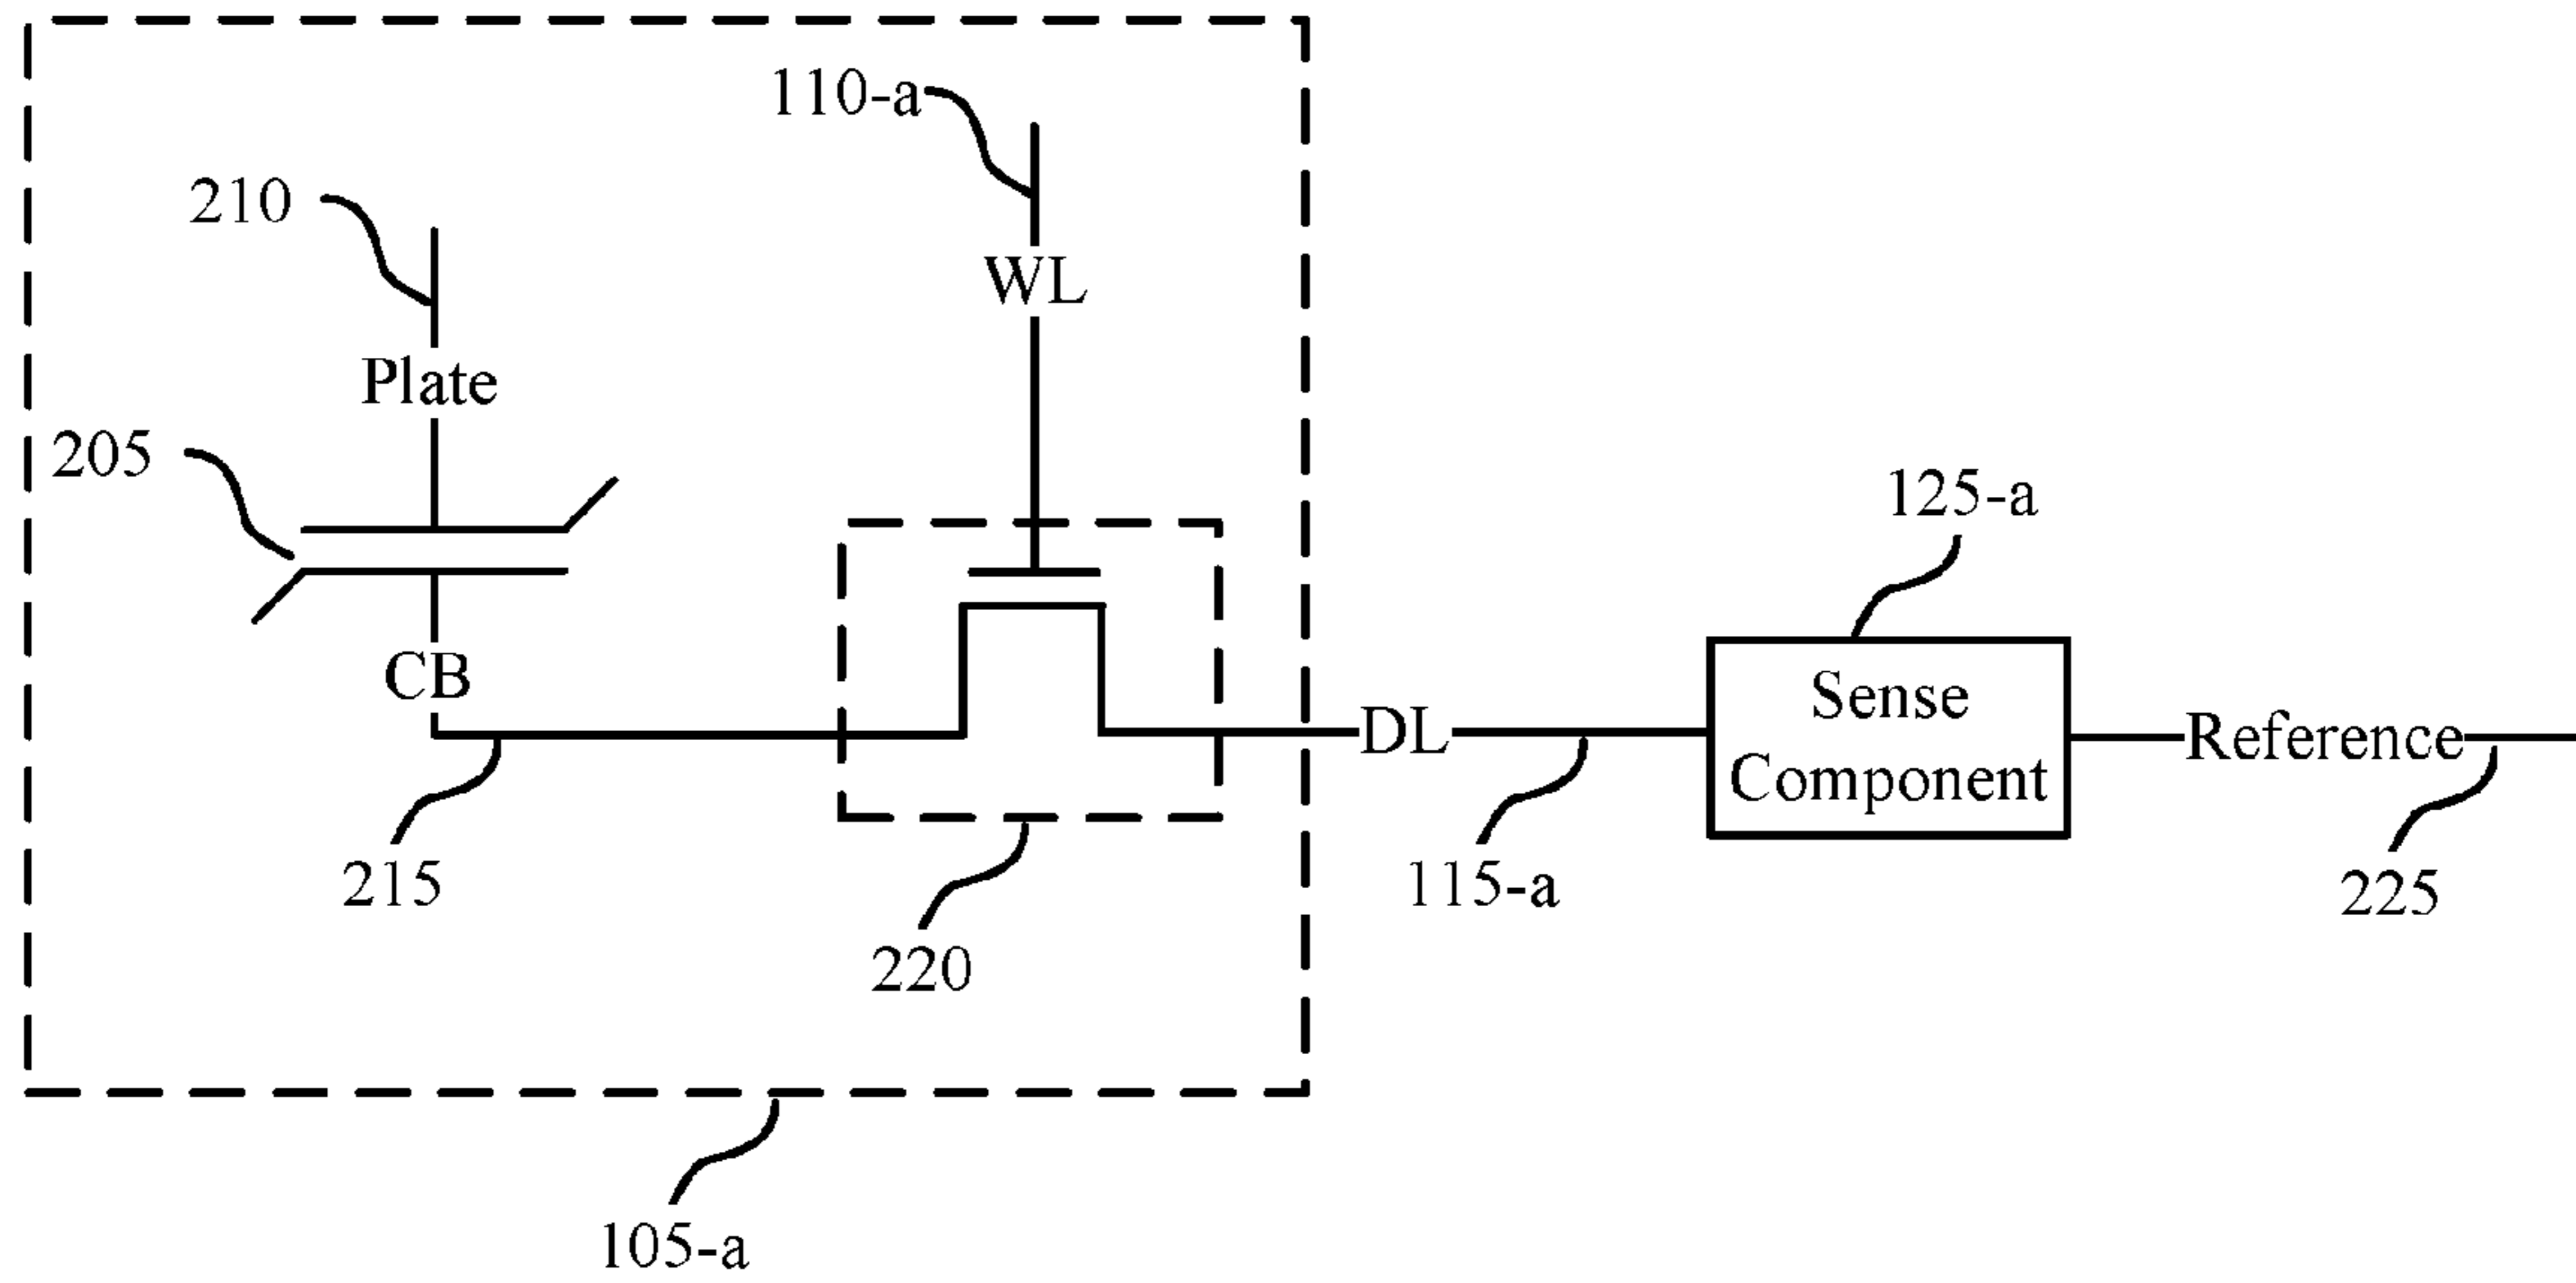 110-a
210
WL
Plate
205
125-a
CB
Sense
Component
DL
Reference
215
115-a
225
220
105-a